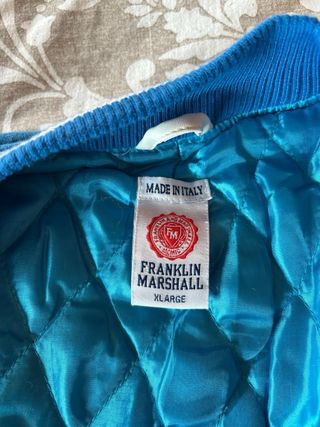 MADE IN ITALY
FM
FRANKLIN
MARSHALL
XLARGE